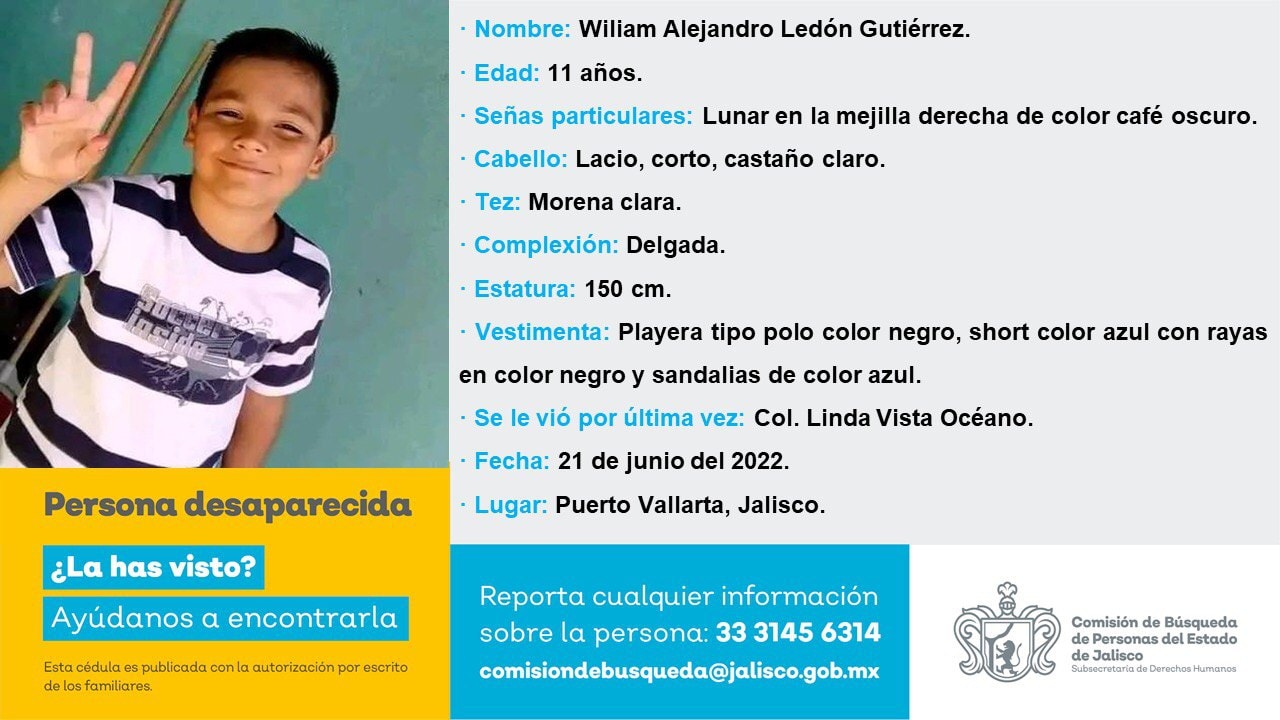 · Nombre: Wiliam Alejandro Ledón Gutiérrez.
· Edad: 11 años.
· Señas particulares: Lunar en la mejilla derecha de color café oscuro.
· Cabello: Lacio, corto, castaño claro.
· Tez: Morena clara.
· Complexión: Delgada.
· Estatura: 150 cm.
· Vestimenta: Playera tipo polo color negro, short color azul con rayas
en color negro y sandalias de color azul.
· Se le vió por última vez: Col. Linda Vista Océano.
· Fecha: 21 de junio del 2022.
· Lugar: Puerto Vallarta, Jalisco.
Soccer
inside
Persona desaparecida
¿La has visto?
Ayúdanos a encontrarla
Esta cédula es publicada con la autorización por escrito
de los familiares.
Reporta cualquier información
sobre la persona: 33 3145 6314
comisiondebusqueda@jalisco.gob.mx
Comisión de Búsqueda
de Personas del Estado
de Jalisco
Subsecretaría de Derechos Humanos